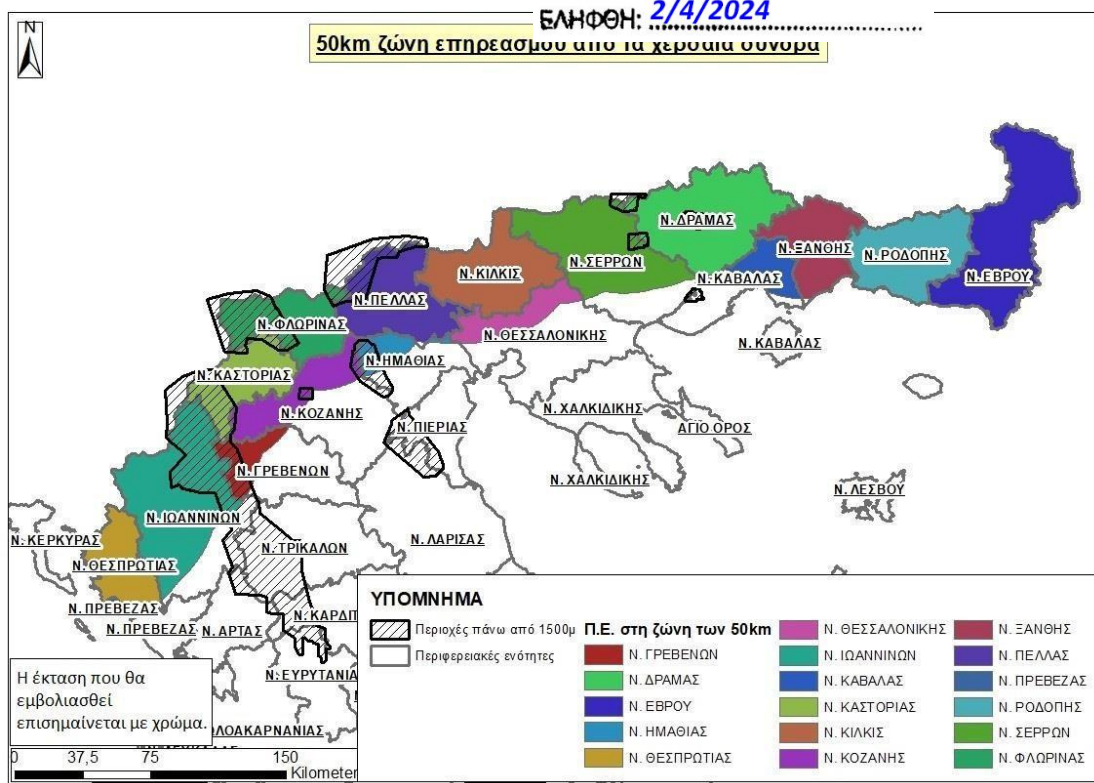 ΕΛΗΦΘΗ: 2/4/2024
50km ζώνη επηρεασμού από τα χερσαία σύνορα
N
Ν. ΔΡΑΜΑΣ
Ν. ΞΑΝΘΗΣ
Ν. ΡΟΔΟΠΗΣ
Ν. ΣΕΡΡΩΝ
Ν. ΚΙΛΚΙΣ
Ν. ΚΑΒΑΛΑΣ
Ν. ΕΒΡΟΥ
Ν. ΠΕΛΛΑΣ
Ν. ΦΛΩΡΙΝΑΣ
Ν. ΘΕΣΣΑΛΟΝΙΚΗΣ
Ν. ΚΑΒΑΛΑΣ
Ν. ΗΜΑΘΙΑΣ
Ν. ΚΑΣΤΟΡΙΑΣ
Ν. ΚΟΖΑΝΗΣ
Ν. ΧΑΛΚΙΔΙΚΗΣ
Ν. ΠΙΕΡΙΑΣ
ΑΓΙΟ ΟΡΟΣ
Ν. ΓΡΕΒΕΝΩΝ
Ν. ΧΑΛΚΙΔΙΚΗΣ
Ν. ΛΕΣΒΟΥ
Ν. ΙΩΑΝΝΙΝΩΝ
Ν. ΚΕΡΚΥΡΑΣ
Ν. ΤΡΙΚΑΛΩΝ
Ν. ΛΑΡΙΣΑΣ
Ν. ΘΕΣΠΡΩΤΙΑΣ
Ν. ΠΡΕΒΕΖΑΣ
Ν. ΚΑΡΔΙΤ
Ν. ΠΡΕΒΕΖΑΣ
Ν. ΑΡΤΑΣ
Ν. ΕΥΡΥΤΑΝΙΑ
ΛΟΑΚΑΡΝΑΝΙΑΣ
Η έκταση που θα
εμβολιασθεί
επισημαίνεται με χρώμα.
0 37,5 75 150
Kilometer
ΥΠΟΜΝΗΜΑ
Περιοχές πάνω από 1500μ
Περιφερειακές ενότητες
Π.Ε. στη ζώνη των 50km
Ν. ΓΡΕΒΕΝΩΝ
Ν. ΔΡΑΜΑΣ
Ν. ΕΒΡΟΥ
Ν. ΗΜΑΘΙΑΣ
Ν. ΘΕΣΠΡΩΤΙΑΣ
Ν. ΘΕΣΣΑΛΟΝΙΚΗΣ
Ν. ΙΩΑΝΝΙΝΩΝ
Ν. ΚΑΒΑΛΑΣ
Ν. ΚΑΣΤΟΡΙΑΣ
Ν. ΚΙΛΚΙΣ
Ν. ΚΟΖΑΝΗΣ
Ν. ΞΑΝΘΗΣ
Ν. ΠΕΛΛΑΣ
Ν. ΠΡΕΒΕΖΑΣ
Ν. ΡΟΔΟΠΗΣ
Ν. ΣΕΡΡΩΝ
Ν. ΦΛΩΡΙΝΑΣ